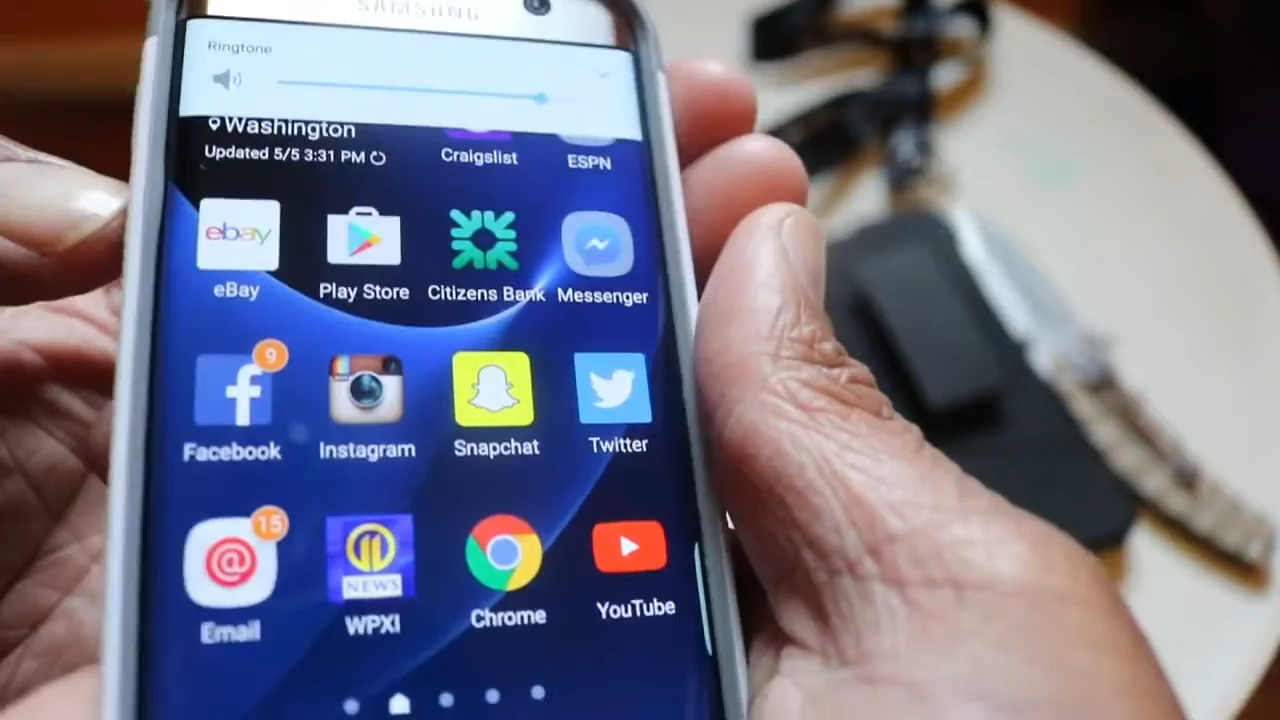 SAMSUNG
Ringtone
Washington
Updated 5/5 3:31 PM
Craigslist
ESPN
ebay
eBay
Play Store
Citizens Bank
Messenger
9
Facebook
Instagram
Snapchat
Twitter
15
@
11
NEWS
Email
WPXI
Chrome
YouTube